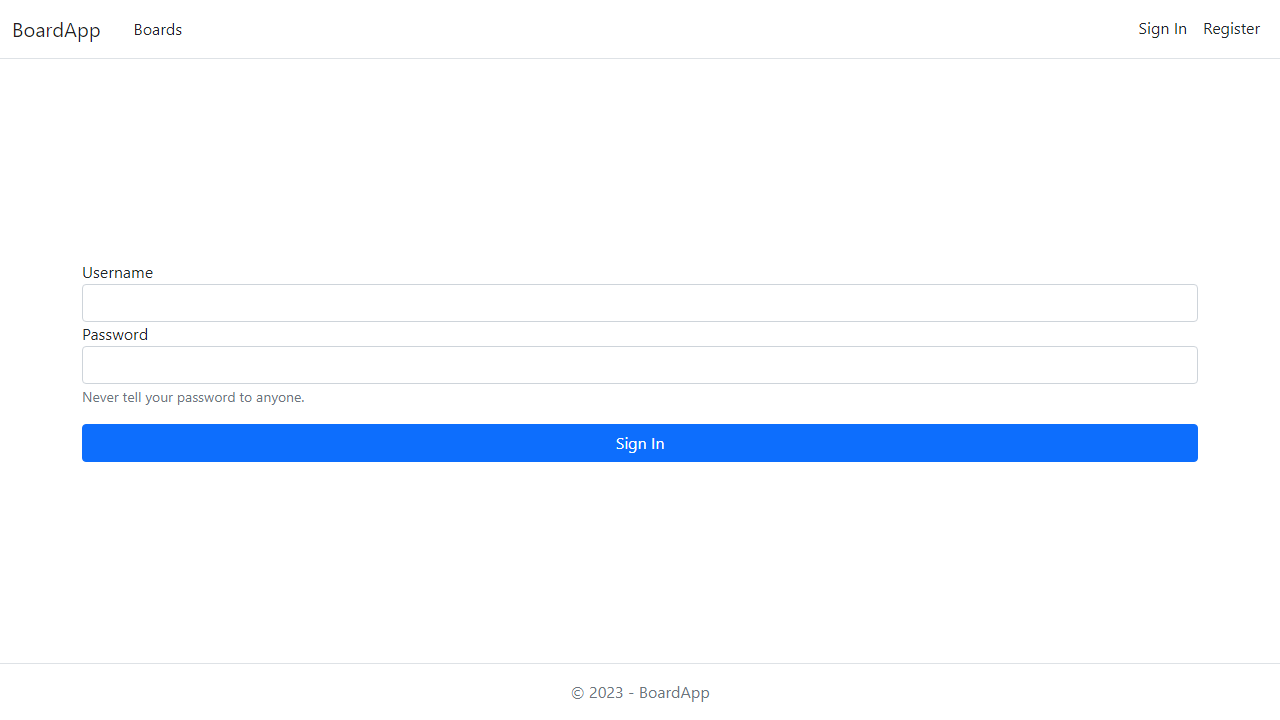 BoardApp Boards Sign In Register
Username
Password
Never tell your password to anyone.
Sign In
© 2023 - BoardApp